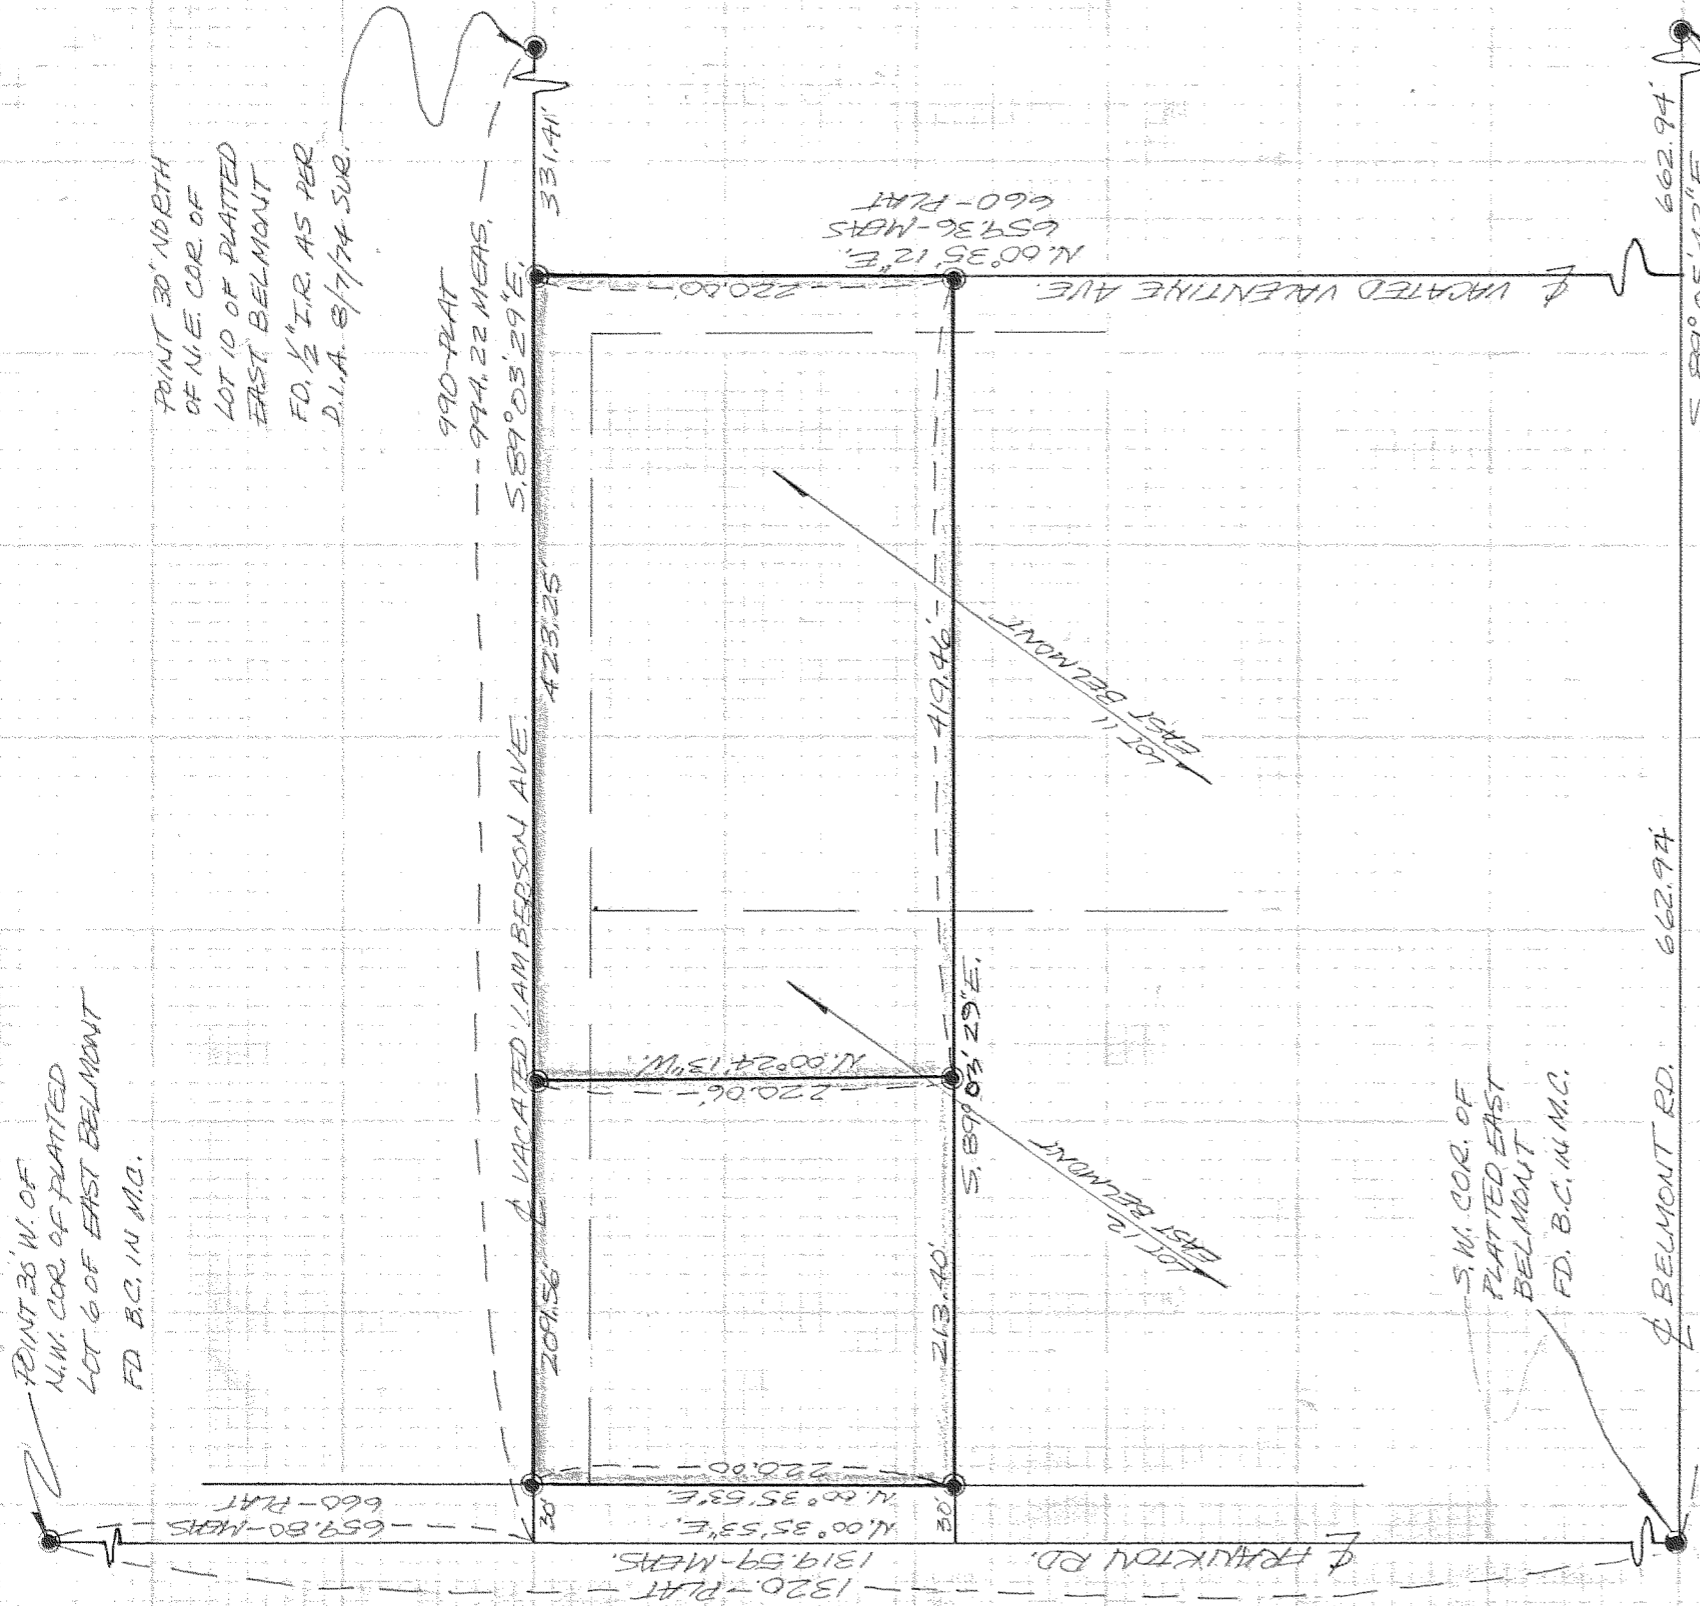 POINT 30' W. OF
N.W. COR. OF PLATTED
LOT 6 OF EAST BELMONT
FD. B.C. IN M.C.
POINT 30' NORTH
OF N.E. COR. OF
LOT 10 OF PLATTED
EAST BELMONT
FD. 1/2" I.R. AS PER
D.L.A. 8/7/74 SUR.
990-PLAT
994.22 MEAS.
S.89°03'29"E.
331.41'
423.25'
℄ VACATED LAMBERSON AVE.
209.56'
30'
660-PLAT
659.80-MEAS
220.00
N.00°35'53"E.
N.00°35'53"E.
1319.59-MEAS.
1320.-PLAT
℄ FRANKTON RD.
30'
213.40'
S.89°03'29"E.
419.46'
220.06'
N.00°24'13"W.
220.00'
N.00°35'12"E.
659.36-MEAS
660-PLAT
℄ VACATED VALENTINE AVE.
LOT 11
EAST BELMONT
LOT 12
EAST BELMONT
S.W. COR. OF
PLATTED EAST
BELMONT
FD. B.C. IN M.C.
℄ BELMONT RD.
662.94'
662.94'